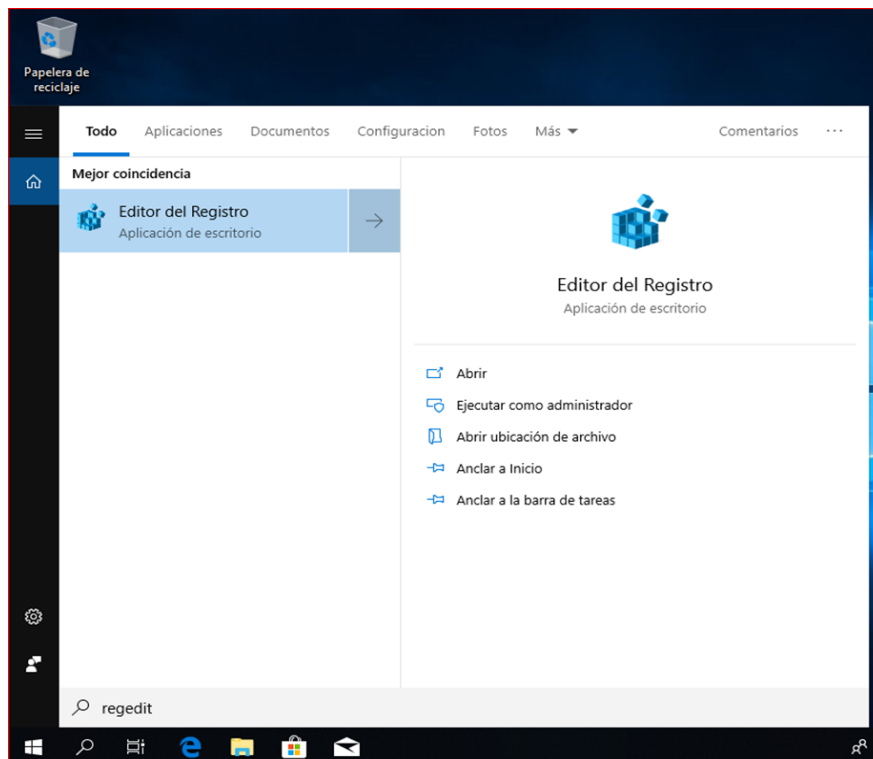 Papelera de
reciclaje
Todo Aplicaciones Documentos Configuracion Fotos Más Comentarios ...
Mejor coincidencia
Editor del Registro
Aplicación de escritorio
Editor del Registro
Aplicación de escritorio
Abrir
Ejecutar como administrador
Abrir ubicación de archivo
Anclar a Inicio
Anclar a la barra de tareas
regedit